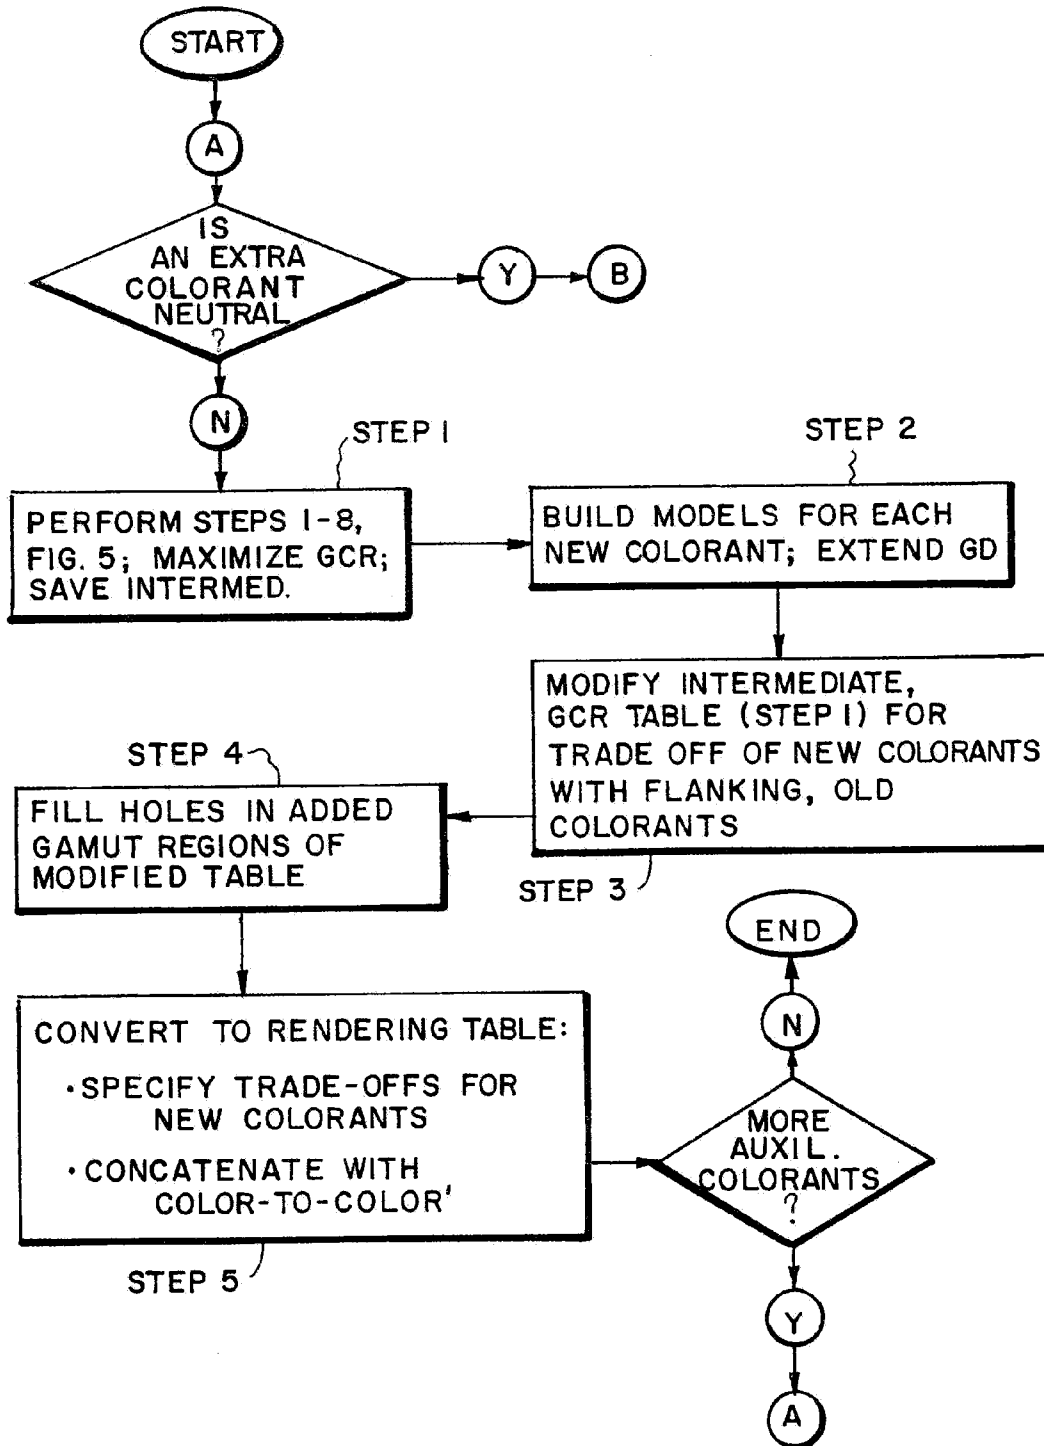 START
A
IS
AN EXTRA
COLORANT
NEUTRAL
?
Y
B
N
STEP 1
PERFORM STEPS 1-8,
FIG. 5; MAXIMIZE GCR;
SAVE INTERMED.
STEP 2
BUILD MODELS FOR EACH
NEW COLORANT; EXTEND GD
MODIFY INTERMEDIATE,
GCR TABLE (STEP 1) FOR
TRADE OFF OF NEW COLORANTS
WITH FLANKING, OLD
COLORANTS
STEP 3
STEP 4
FILL HOLES IN ADDED
GAMUT REGIONS OF
MODIFIED TABLE
CONVERT TO RENDERING TABLE:
• SPECIFY TRADE-OFFS FOR
NEW COLORANTS
• CONCATENATE WITH
COLOR-TO-COLOR'
STEP 5
END
N
MORE
AUXIL.
COLORANTS
?
Y
A